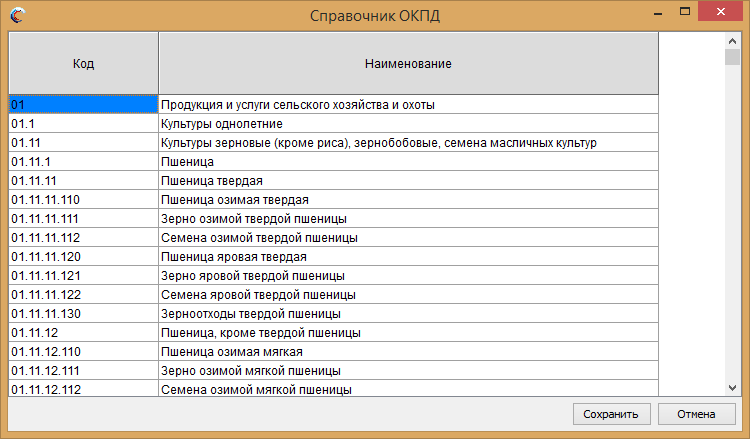 Справочник ОКПД
Код Наименование
01 Продукция и услуги сельского хозяйства и охоты
01.1 Культуры однолетние
01.11 Культуры зерновые (кроме риса), зернобобовые, семена масличных культур
01.11.1 Пшеница
01.11.11 Пшеница твердая
01.11.11.110 Пшеница озимая твердая
01.11.11.111 Зерно озимой твердой пшеницы
01.11.11.112 Семена озимой твердой пшеницы
01.11.11.120 Пшеница яровая твердая
01.11.11.121 Зерно яровой твердой пшеницы
01.11.11.122 Семена яровой твердой пшеницы
01.11.11.130 Зерноотходы твердой пшеницы
01.11.12 Пшеница, кроме твердой пшеницы
01.11.12.110 Пшеница озимая мягкая
01.11.12.111 Зерно озимой мягкой пшеницы
01.11.12.112 Семена озимой мягкой пшеницы
Сохранить Отмена